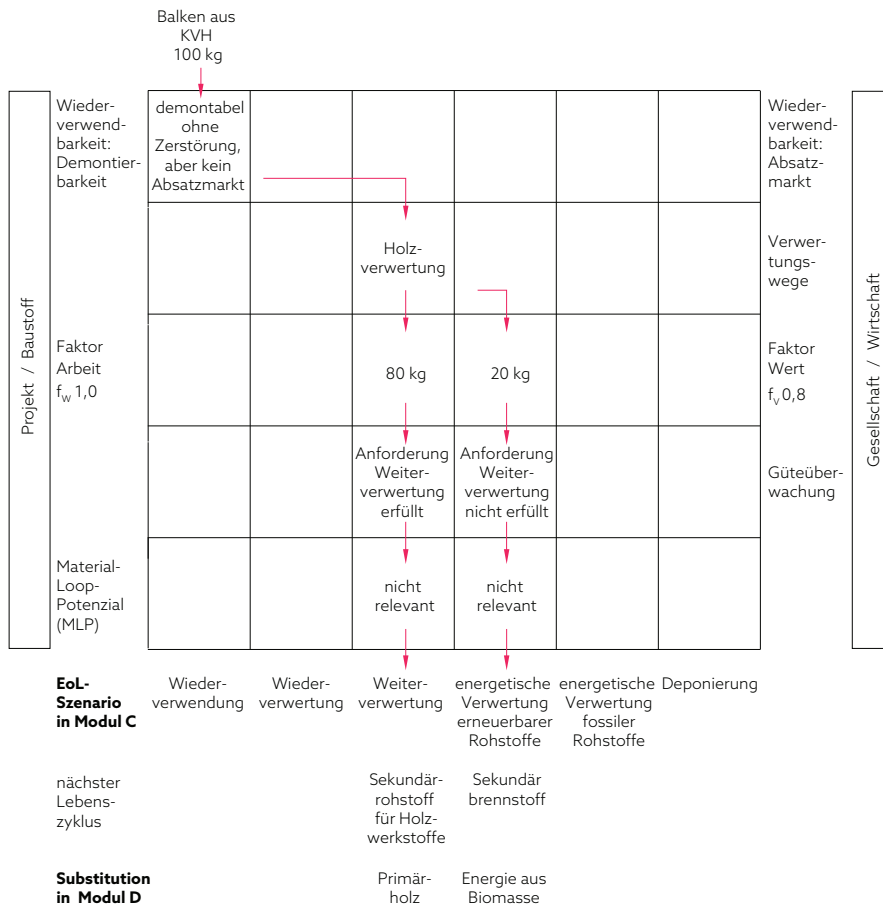 Balken aus
KVH
100 kg
Projekt / Baustoff
Wieder-
verwend-
barkeit:
Demontier-
barkeit
demontabel
ohne
Zerstörung,
aber kein
Absatzmarkt
Wieder-
verwend-
barkeit:
Absatz-
markt
Gesellschaft / Wirtschaft
Holz-
verwertung
Verwer-
tungs-
wege
Faktor
Arbeit
f_W 1,0
80 kg
20 kg
Faktor
Wert
f_V 0,8
Anforderung
Weiter-
verwertung
erfüllt
Anforderung
Weiter-
verwertung
nicht erfüllt
Güteüber-
wachung
Material-
Loop-
Potenzial
(MLP)
nicht
relevant
nicht
relevant
EoL-
Szenario
in Modul C
Wieder-
verwendung
Wieder-
verwertung
Weiter-
verwertung
energetische
Verwertung
erneuerbarer
Rohstoffe
energetische
Verwertung
fossiler
Rohstoffe
Deponierung
nächster
Lebens-
zyklus
Sekundär-
rohstoff
für Holz-
werkstoffe
Sekundär
brennstoff
Substitution
in Modul D
Primär-
holz
Energie aus
Biomasse